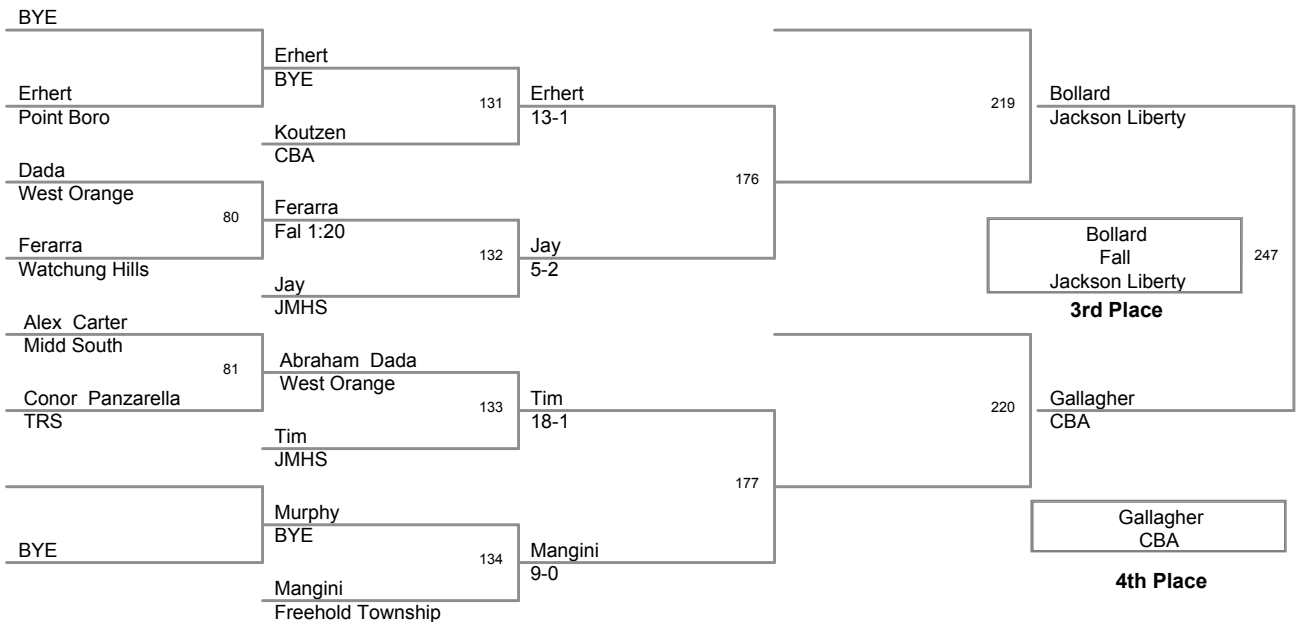 BYE
Erhert
Point Boro
Dada
West Orange
80
Ferarra
Watchung Hills
Alex Carter
Midd South
81
Conor Panzarella
TRS
BYE
Erhert
BYE
131
Koutzen
CBA
Ferarra
Fal 1:20
132
Jay
JMHS
Abraham Dada
West Orange
133
Tim
JMHS
Murphy
BYE
134
Mangini
Freehold Township
Erhert
13-1
176
Jay
5-2
Tim
18-1
177
Mangini
9-0
219
220
Bollard
Jackson Liberty
Bollard
Fall
Jackson Liberty
247
3rd Place
Gallagher
CBA
Gallagher
CBA
4th Place